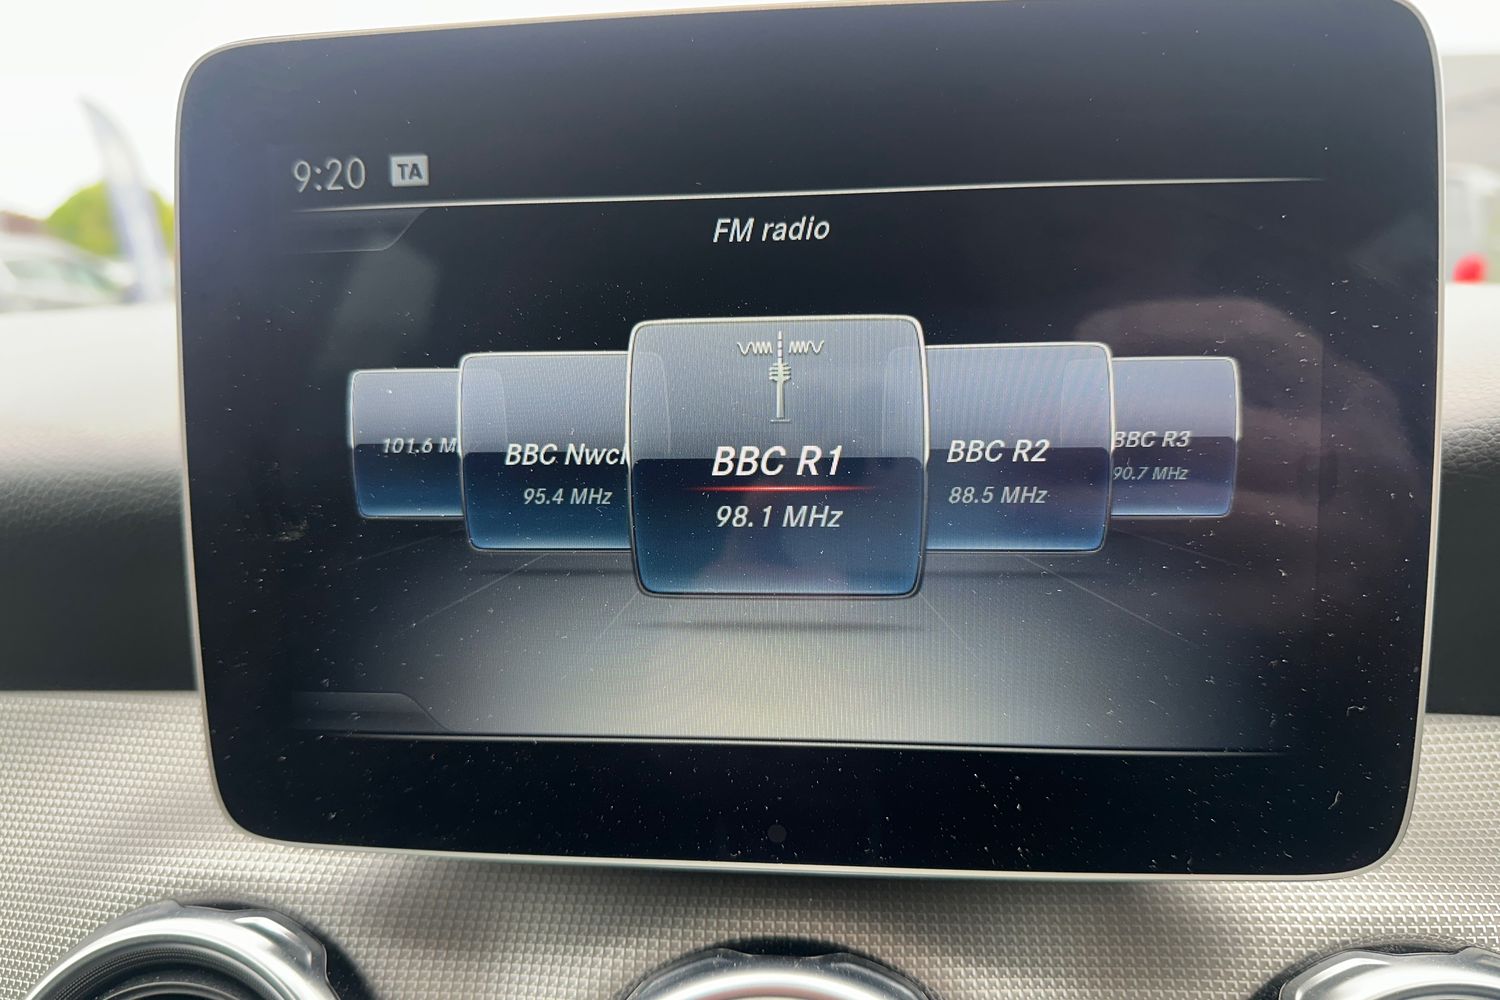 9:20 TA
FM radio
101.6 M
BBC Nwcl
95.4 MHz
BBC R1
98.1 MHz
BBC R2
88.5 MHz
BBC R3
90.7 MHz